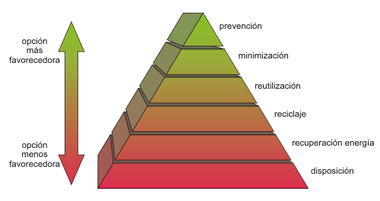 opción
más
favorecedora
opción
menos
favorecedora
prevención
minimización
reutilización
reciclaje
recuperación energía
disposición